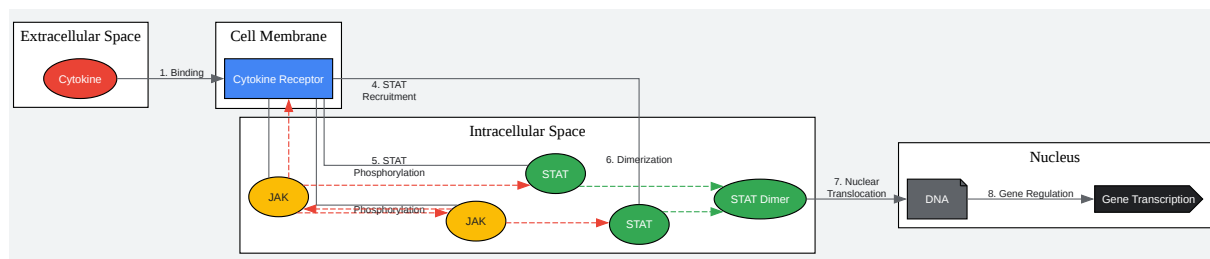 Extracellular Space
Cytokine
1. Binding
Cell Membrane
Cytokine Receptor
4. STAT
Recruitment
Intracellular Space
5. STAT
Phosphorylation
6. Dimerization
STAT
JAK
Phosphorylation
JAK
STAT
STAT Dimer
7. Nuclear
Translocation
Nucleus
DNA
8. Gene Regulation
Gene Transcription